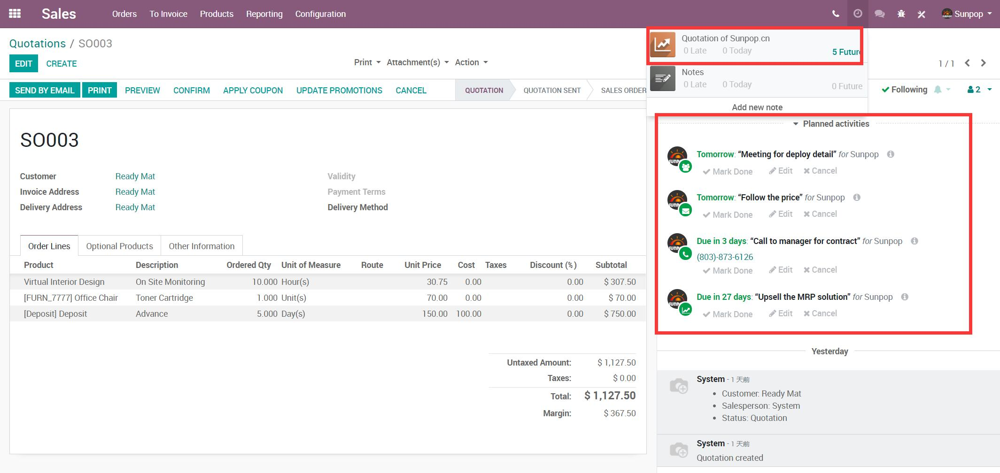 Sales Orders To Invoice Products Reporting Configuration Sunpop
Quotations / SO003
EDIT CREATE Print Attachment(s) Action 1 / 1
SEND BY EMAIL PRINT PREVIEW CONFIRM APPLY COUPON UPDATE PROMOTIONS CANCEL QUOTATION QUOTATION SENT SALES ORDER Following 2
Quotation of Sunpop.cn
0 Late 0 Today 5 Future
Notes
0 Late 0 Today 0 Future
Add new note
SO003
Customer Ready Mat Validity
Invoice Address Ready Mat Payment Terms
Delivery Address Ready Mat Delivery Method
Order Lines Optional Products Other Information
Product Description Ordered Qty Unit of Measure Route Unit Price Cost Taxes Discount (%) Subtotal
Virtual Interior Design On Site Monitoring 10.000 Hour(s) 30.75 0.00 0.00 $ 307.50
[FURN_7777] Office Chair Toner Cartridge 1.000 Unit(s) 70.00 0.00 0.00 $ 70.00
[Deposit] Deposit Advance 5.000 Day(s) 150.00 100.00 0.00 $ 750.00
Untaxed Amount: $ 1,127.50
Taxes: $ 0.00
Total: $ 1,127.50
Margin: $ 367.50
Planned activities
Tomorrow: “Meeting for deploy detail” for Sunpop
Mark Done Edit Cancel
Tomorrow: “Follow the price” for Sunpop
Mark Done Edit Cancel
Due in 3 days: “Call to manager for contract” for Sunpop
(803)-873-6126
Mark Done Edit Cancel
Due in 27 days: “Upsell the MRP solution” for Sunpop
Mark Done Edit Cancel
Yesterday
System - 1 天前
• Customer: Ready Mat
• Salesperson: System
• Status: Quotation
System - 1 天前
Quotation created